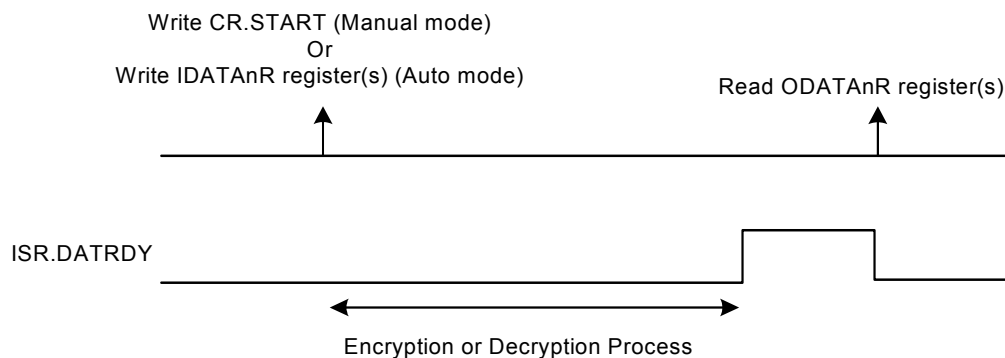 Write CR.START (Manual mode)
Or
Write IDATAnR register(s) (Auto mode)
Read ODATAnR register(s)
ISR.DATRDY
Encryption or Decryption Process